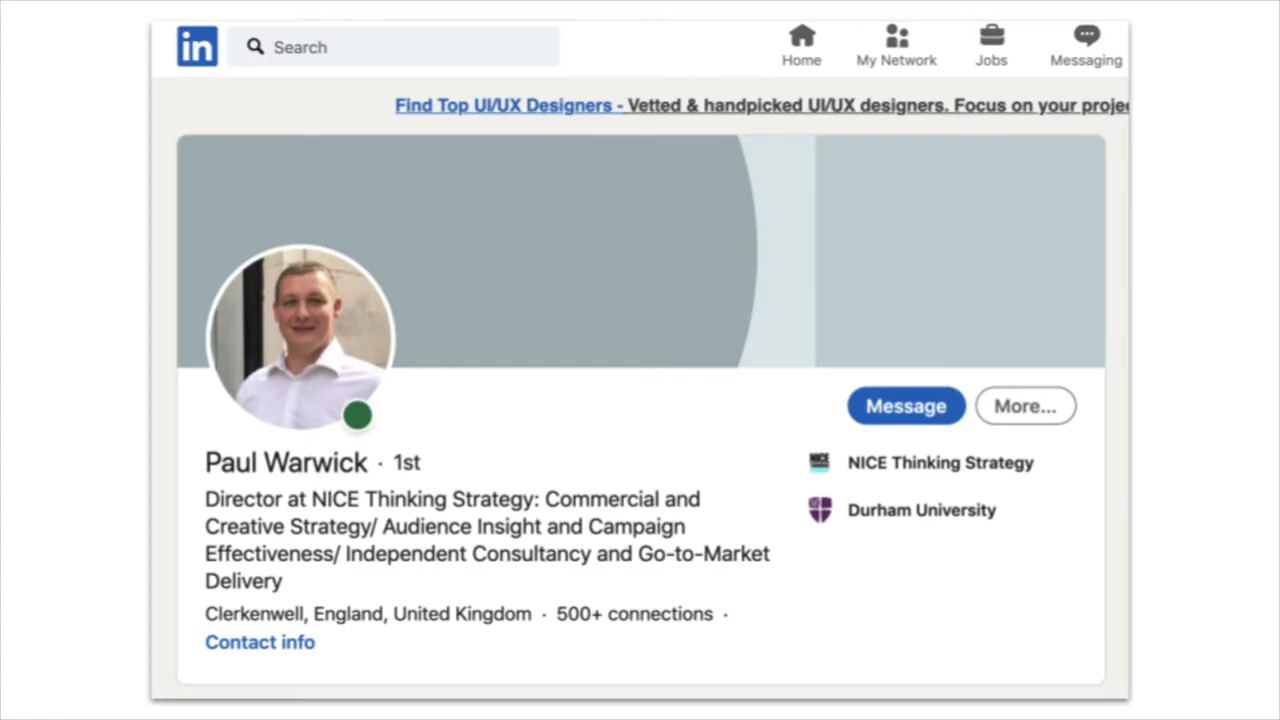 in
Search
Home
My Network
Jobs
Messaging
Find Top UI/UX Designers - Vetted & handpicked UI/UX designers. Focus on your
Message
More...
Paul Warwick · 1st
Director at NICE Thinking Strategy: Commercial and
Creative Strategy/ Audience Insight and Campaign
Effectiveness/ Independent Consultancy and Go-to-Market
Delivery
Clerkenwell, England, United Kingdom · 500+ connections ·
Contact info
NICE
NICE Thinking Strategy
Durham University